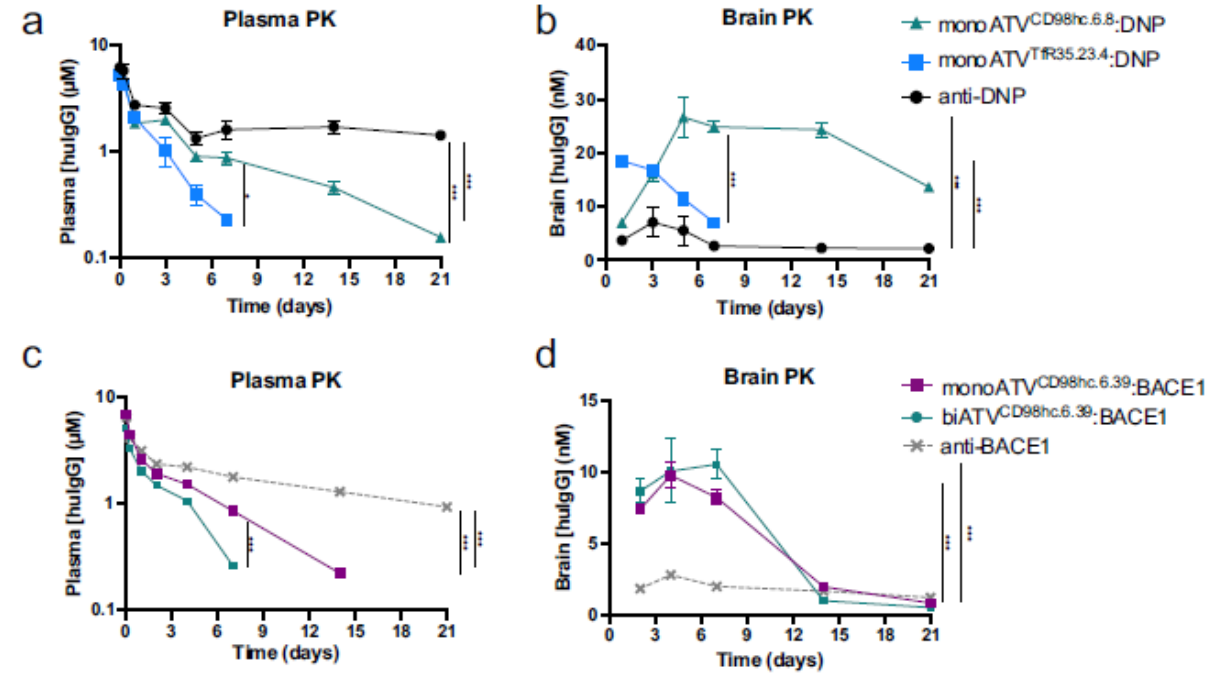 a
Plasma PK
Plasma [huIgG] (µM)
10
1
0.1
0 3 6 9 12 15 18 21
Time (days)
*
***
***
b
Brain PK
Brain [huIgG] (nM)
40
30
20
10
0
0 3 6 9 12 15 18 21
Time (days)
***
***
***
monoATVCD98hc.6.8:DNP
monoATVTfR35.23.4:DNP
anti-DNP
c
Plasma PK
Plasma [huIgG] (µM)
10
1
0.1
0 3 6 9 12 15 18 21
Time (days)
***
***
***
d
Brain PK
Brain [huIgG] (nM)
15
10
5
0
0 3 6 9 12 15 18 21
Time (days)
***
***
monoATVCD98hc.6.39:BACE1
biATVCD98hc.6.39:BACE1
anti-BACE1